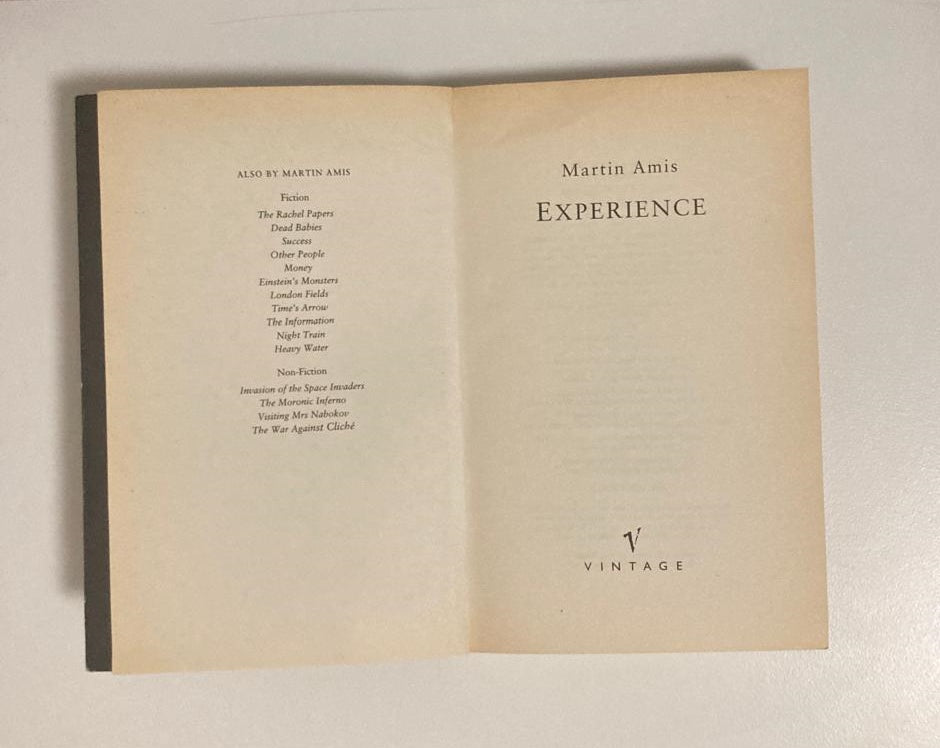 ALSO BY MARTIN AMIS
Fiction
The Rachel Papers
Dead Babies
Success
Other People
Money
Einstein's Monsters
London Fields
Time's Arrow
The Information
Night Train
Heavy Water
Non-Fiction
Invasion of the Space Invaders
The Moronic Inferno
Visiting Mrs Nabokov
The War Against Cliché
Martin Amis
EXPERIENCE
V
VINTAGE